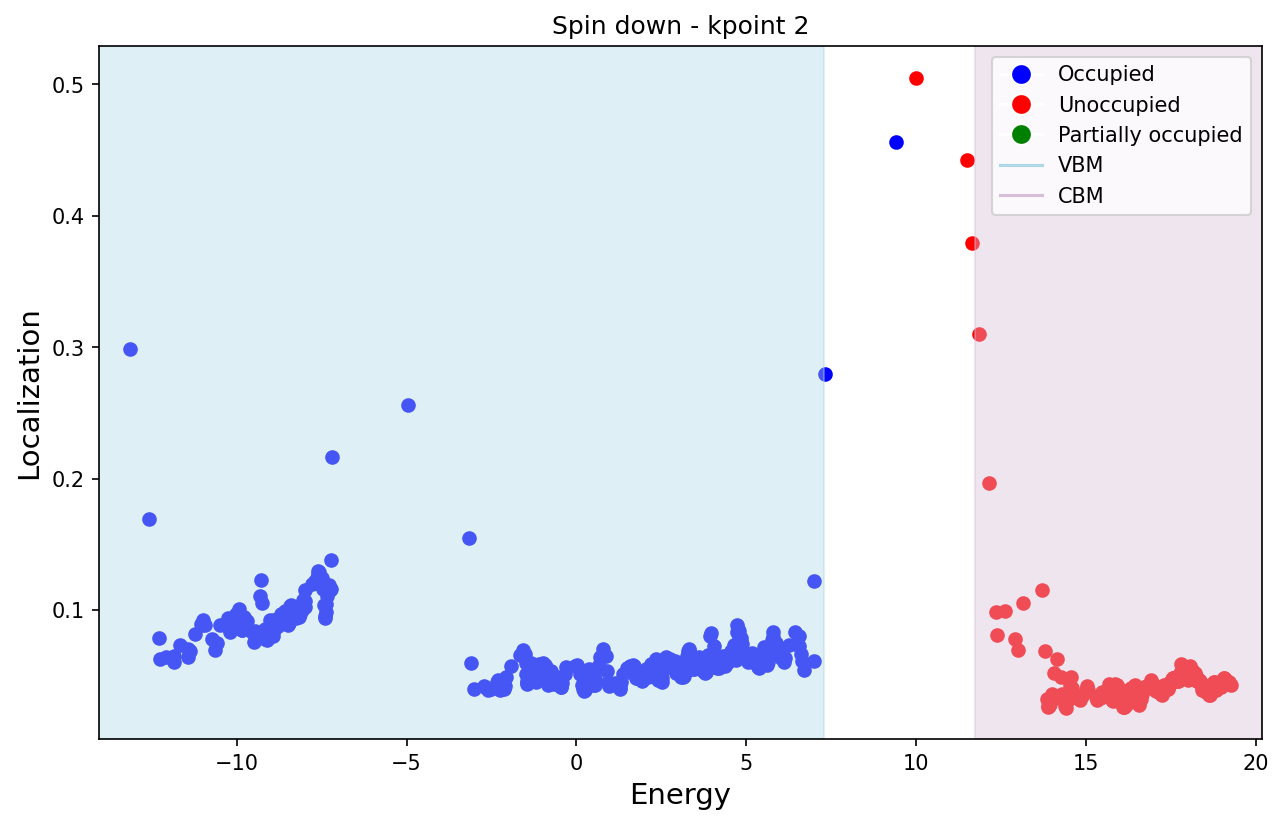 Spin down - kpoint 2
Localization
0.5
0.4
0.3
0.2
0.1
Occupied
Unoccupied
Partially occupied
VBM
CBM
−10
−5
0
5
10
15
20
Energy